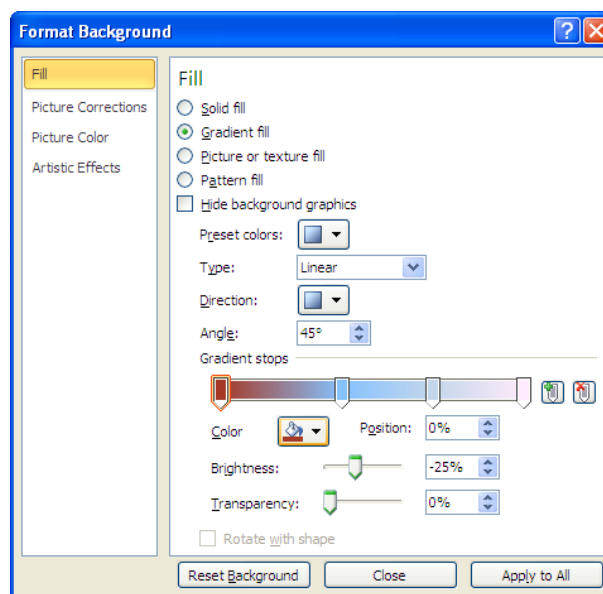 Format Background
Fill
Picture Corrections
Picture Color
Artistic Effects
Fill
Solid fill
Gradient fill
Picture or texture fill
Pattern fill
Hide background graphics
Preset colors:
Type: Linear
Direction:
Angle: 45°
Gradient stops
Color Position: 0%
Brightness: -25%
Transparency: 0%
Rotate with shape
Reset Background Close Apply to All